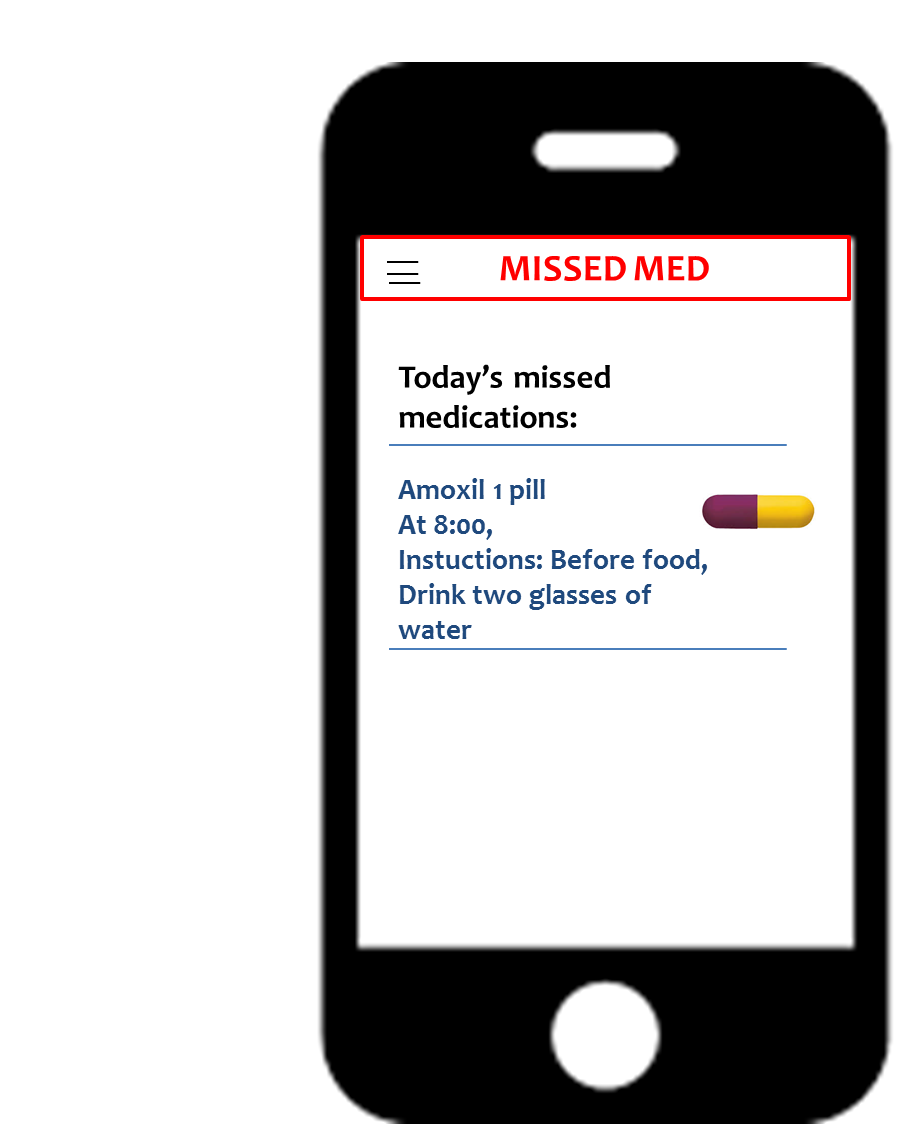 MISSED MED
Today’s missed
medications:
Amoxil 1 pill
At 8:00,
Instuctions: Before food,
Drink two glasses of
water